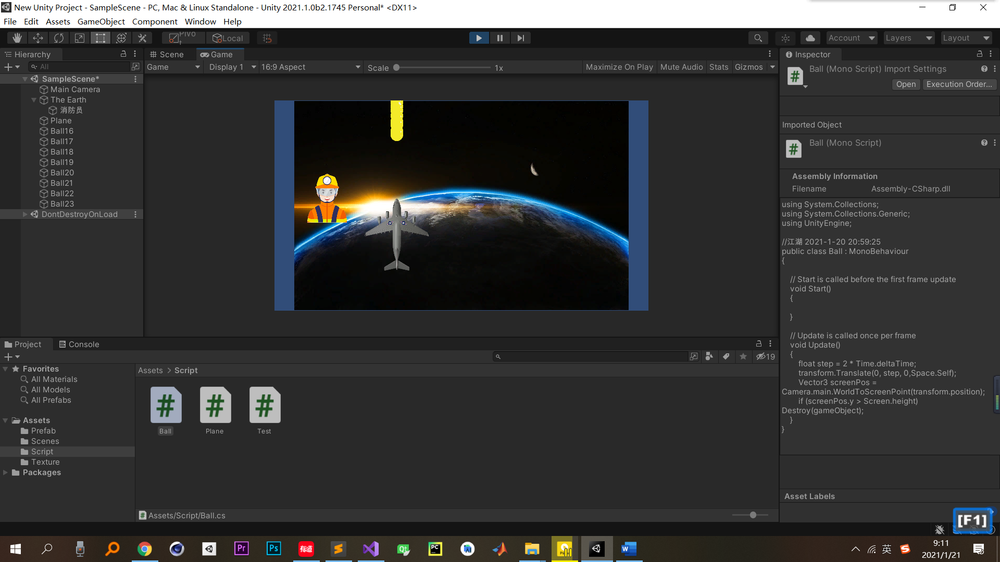 New Unity Project - SampleScene - PC, Mac & Linux Standalone - Unity 2021.1.0b2.1745 Personal* <DX11>
File Edit Assets GameObject Component Window Help
Pivot Local Account Layers Layout
Hierarchy
All
SampleScene*
Main Camera
The Earth
消防员
Plane
Ball16
Ball17
Ball18
Ball19
Ball20
Ball21
Ball22
Ball23
DontDestroyOnLoad
Scene Game
Game Display 1 16:9 Aspect Scale 1x Maximize On Play Mute Audio Stats Gizmos
Inspector
Ball (Mono Script) Import Settings
Open Execution Order...
Imported Object
Ball (Mono Script)
Assembly Information
Filename Assembly-CSharp.dll
using System.Collections;
using System.Collections.Generic;
using UnityEngine;
//江湖 2021-1-20 20:59:25
public class Ball : MonoBehaviour
{
// Start is called before the first frame update
void Start()
{
}
// Update is called once per frame
void Update()
{
float step = 2 * Time.deltaTime;
transform.Translate(0, step, 0,Space.Self);
Vector3 screenPos =
Camera.main.WorldToScreenPoint(transform.position);
if (screenPos.y > Screen.height)
Destroy(gameObject);
}
}
Asset Labels
Project Console
19
Favorites
All Materials
All Models
All Prefabs
Assets
Prefab
Scenes
Script
Texture
Packages
Assets > Script
Ball Plane Test
Assets/Script/Ball.cs
[F1]
Pr Ps 有道 Qt PC W
英
9:11
2021/1/21